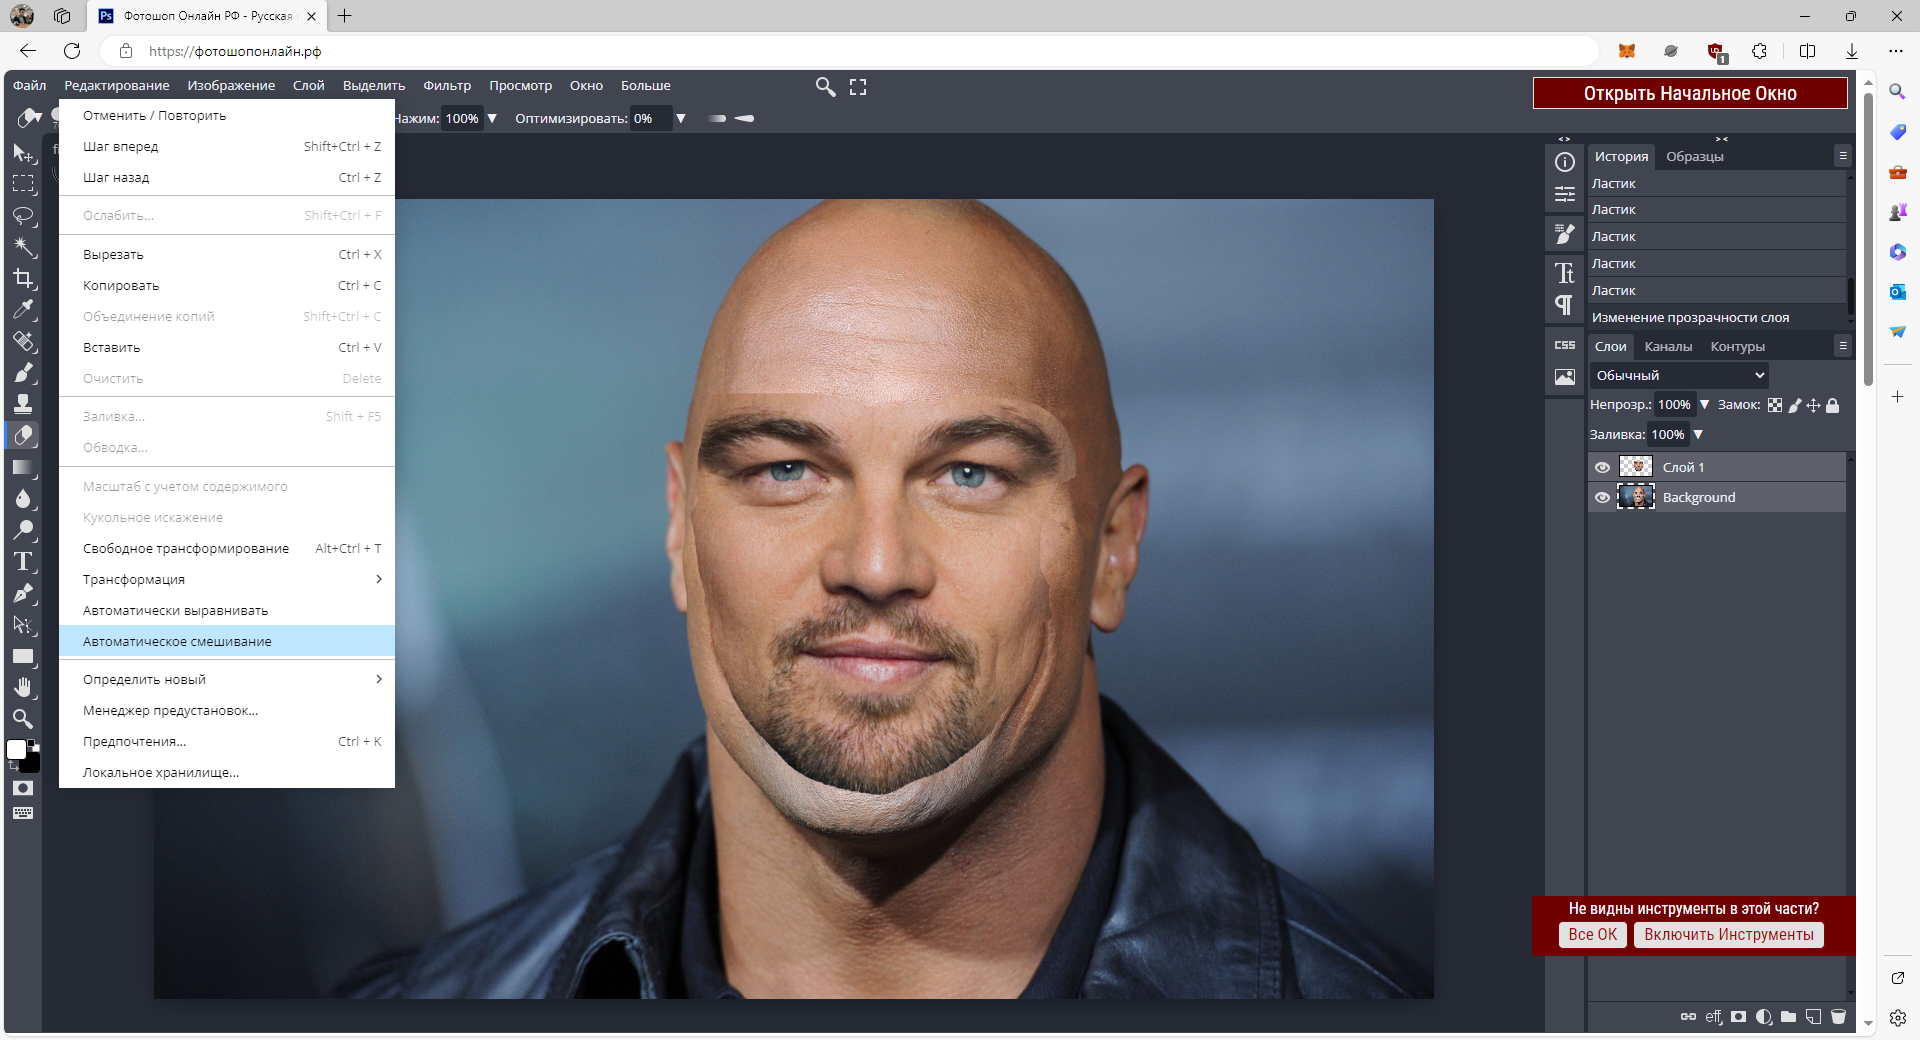 Фотошоп Онлайн РФ - Русская
https://фотошопонлайн.рф
1
Файл Редактирование Изображение Слой Выделить Фильтр Просмотр Окно Больше
Открыть Начальное Окно
Нажим: 100% Оптимизировать: 0%
Отменить / Повторить
Шаг вперед Shift+Ctrl + Z
Шаг назад Ctrl + Z
Ослабить... Shift+Ctrl + F
Вырезать Ctrl + X
Копировать Ctrl + C
Объединение копий Shift+Ctrl + C
Вставить Ctrl + V
Очистить Delete
Заливка... Shift + F5
Обводка...
Масштаб с учетом содержимого
Кукольное искажение
Свободное трансформирование Alt+Ctrl + T
Трансформация
Автоматически выравнивать
Автоматическое смешивание
Определить новый
Менеджер предустановок...
Предпочтения... Ctrl + K
Локальное хранилище...
История Образцы
Ластик
Ластик
Ластик
Ластик
Ластик
Изменение прозрачности слоя
CSS
Слои Каналы Контуры
Обычный
Непрозр.: 100% Замок:
Заливка: 100%
Слой 1
Background
Не видны инструменты в этой части?
Все ОК Включить Инструменты
eff